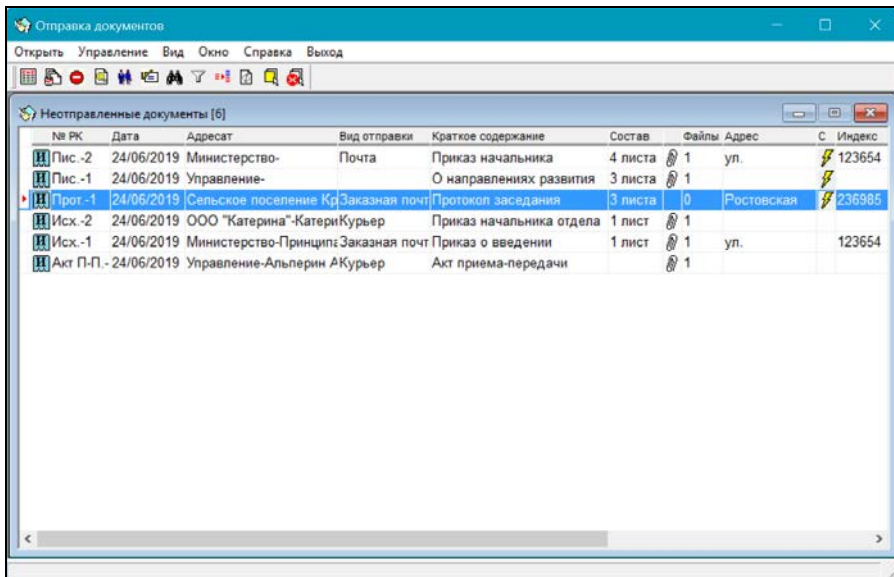 Отправка документов
Открыть Управление Вид Окно Справка Выход
Неотправленные документы [6]
№ РК Дата Адресат Вид отправки Краткое содержание Состав Файлы Адрес С Индекс
Н Пис.-2 24/06/2019 Министерство- Почта Приказ начальника 4 листа 1 ул. 123654
Н Пис.-1 24/06/2019 Управление- О направлениях развития 3 листа 1
Н Прот.-1 24/06/2019 Сельское поселение Кр Заказная почт Протокол заседания 3 листа 0 Ростовская 236985
Н Исх.-2 24/06/2019 ООО "Катерина"-Катери Курьер Приказ начальника отдела 1 лист 1
Н Исх.-1 24/06/2019 Министерство-Принципа Заказная почт Приказ о введении 1 лист 1 ул. 123654
Н Акт П-П.- 24/06/2019 Управление-Альперин А Курьер Акт приема-передачи 1